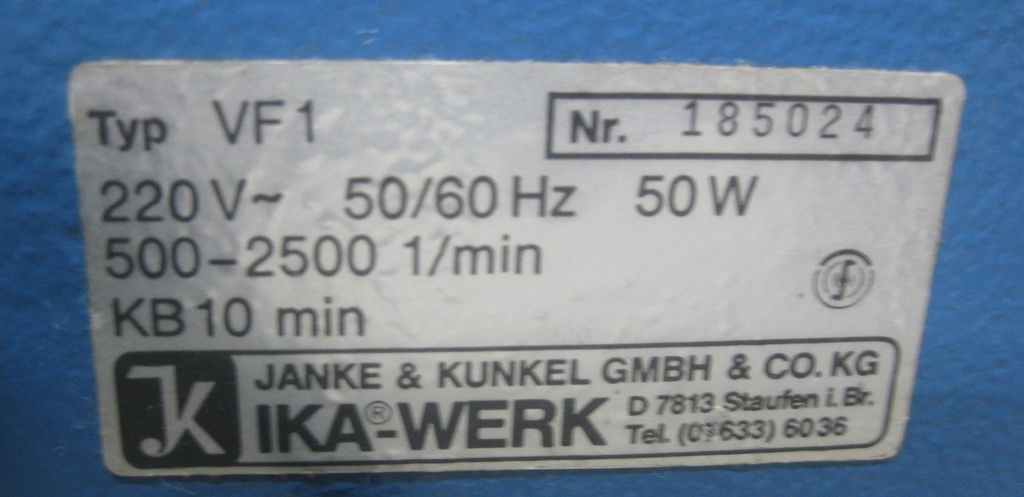 Typ VF1 Nr. 185024
220 V~ 50/60 Hz 50 W
500-2500 1/min
KB 10 min
JK JANKE & KUNKEL GMBH & CO. KG
IKA®-WERK D 7813 Staufen i. Br.
Tel. (07633) 6036